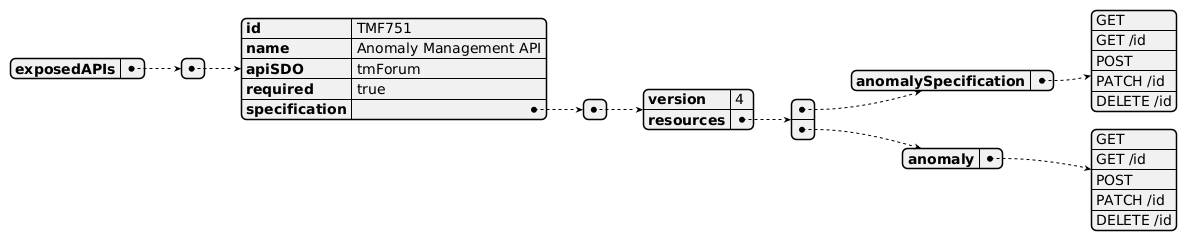 exposedAPIs
id TMF751
name Anomaly Management API
apiSDO tmForum
required true
specification
version 4
resources
anomalySpecification
GET
GET /id
POST
PATCH /id
DELETE /id
anomaly
GET
GET /id
POST
PATCH /id
DELETE /id